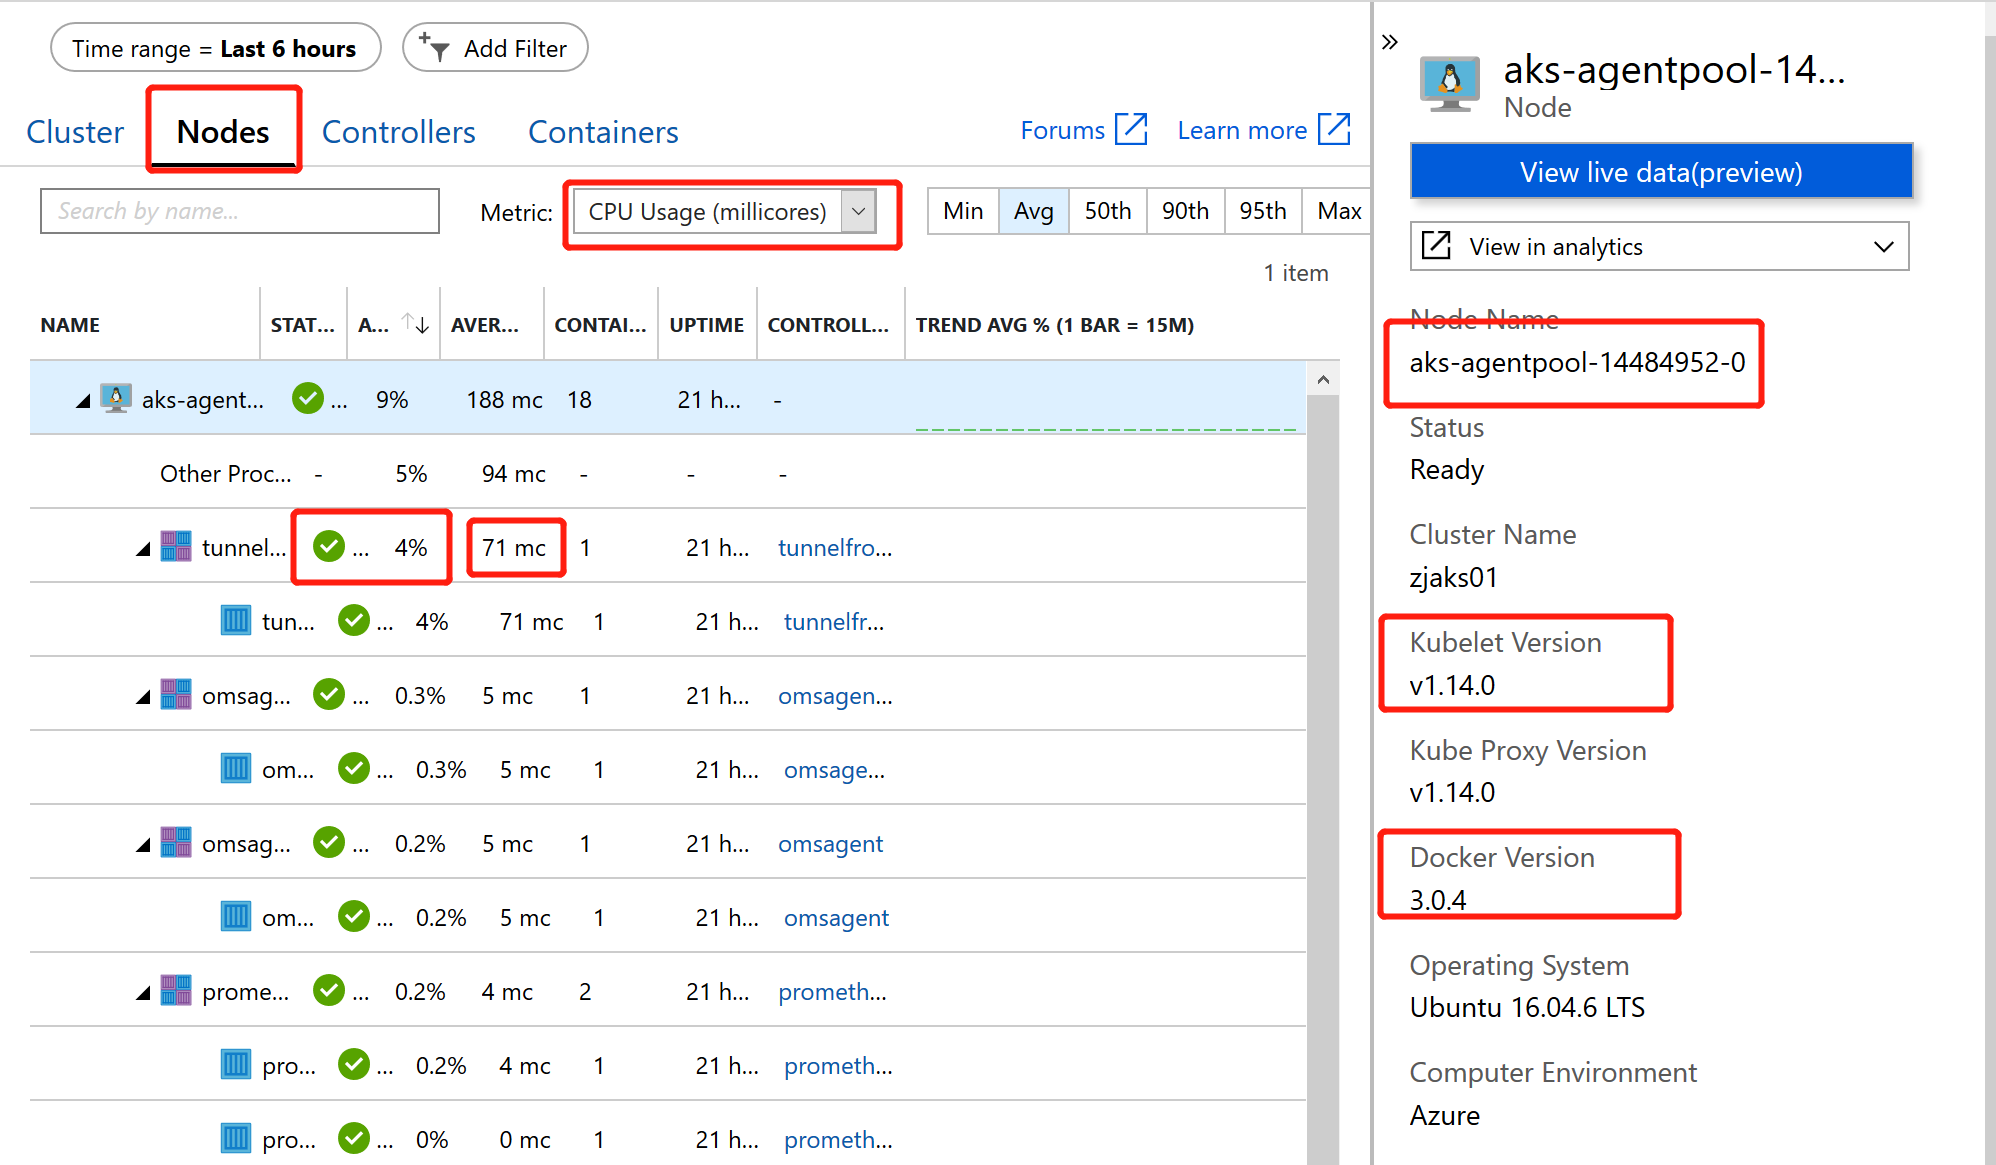 Time range = Last 6 hours
Add Filter
Cluster Nodes Controllers Containers Forums Learn more
Search by name... Metric: CPU Usage (millicores) Min Avg 50th 90th 95th Max
1 item
NAME STAT... A... AVER... CONTAI... UPTIME CONTROLL... TREND AVG % (1 BAR = 15M)
aks-agent... ... 9% 188 mc 18 21 h... -
Other Proc... - 5% 94 mc - - -
tunnel... ... 4% 71 mc 1 21 h... tunnelfro...
tun... ... 4% 71 mc 1 21 h... tunnelfr...
omsag... ... 0.3% 5 mc 1 21 h... omsagen...
om... ... 0.3% 5 mc 1 21 h... omsage...
omsag... ... 0.2% 5 mc 1 21 h... omsagent
om... ... 0.2% 5 mc 1 21 h... omsagent
prome... ... 0.2% 4 mc 2 21 h... prometh...
pro... ... 0.2% 4 mc 1 21 h... prometh...
pro... ... 0% 0 mc 1 21 h... prometh...
aks-agentpool-14...
Node
View live data(preview)
View in analytics
Node Name
aks-agentpool-14484952-0
Status
Ready
Cluster Name
zjaks01
Kubelet Version
v1.14.0
Kube Proxy Version
v1.14.0
Docker Version
3.0.4
Operating System
Ubuntu 16.04.6 LTS
Computer Environment
Azure